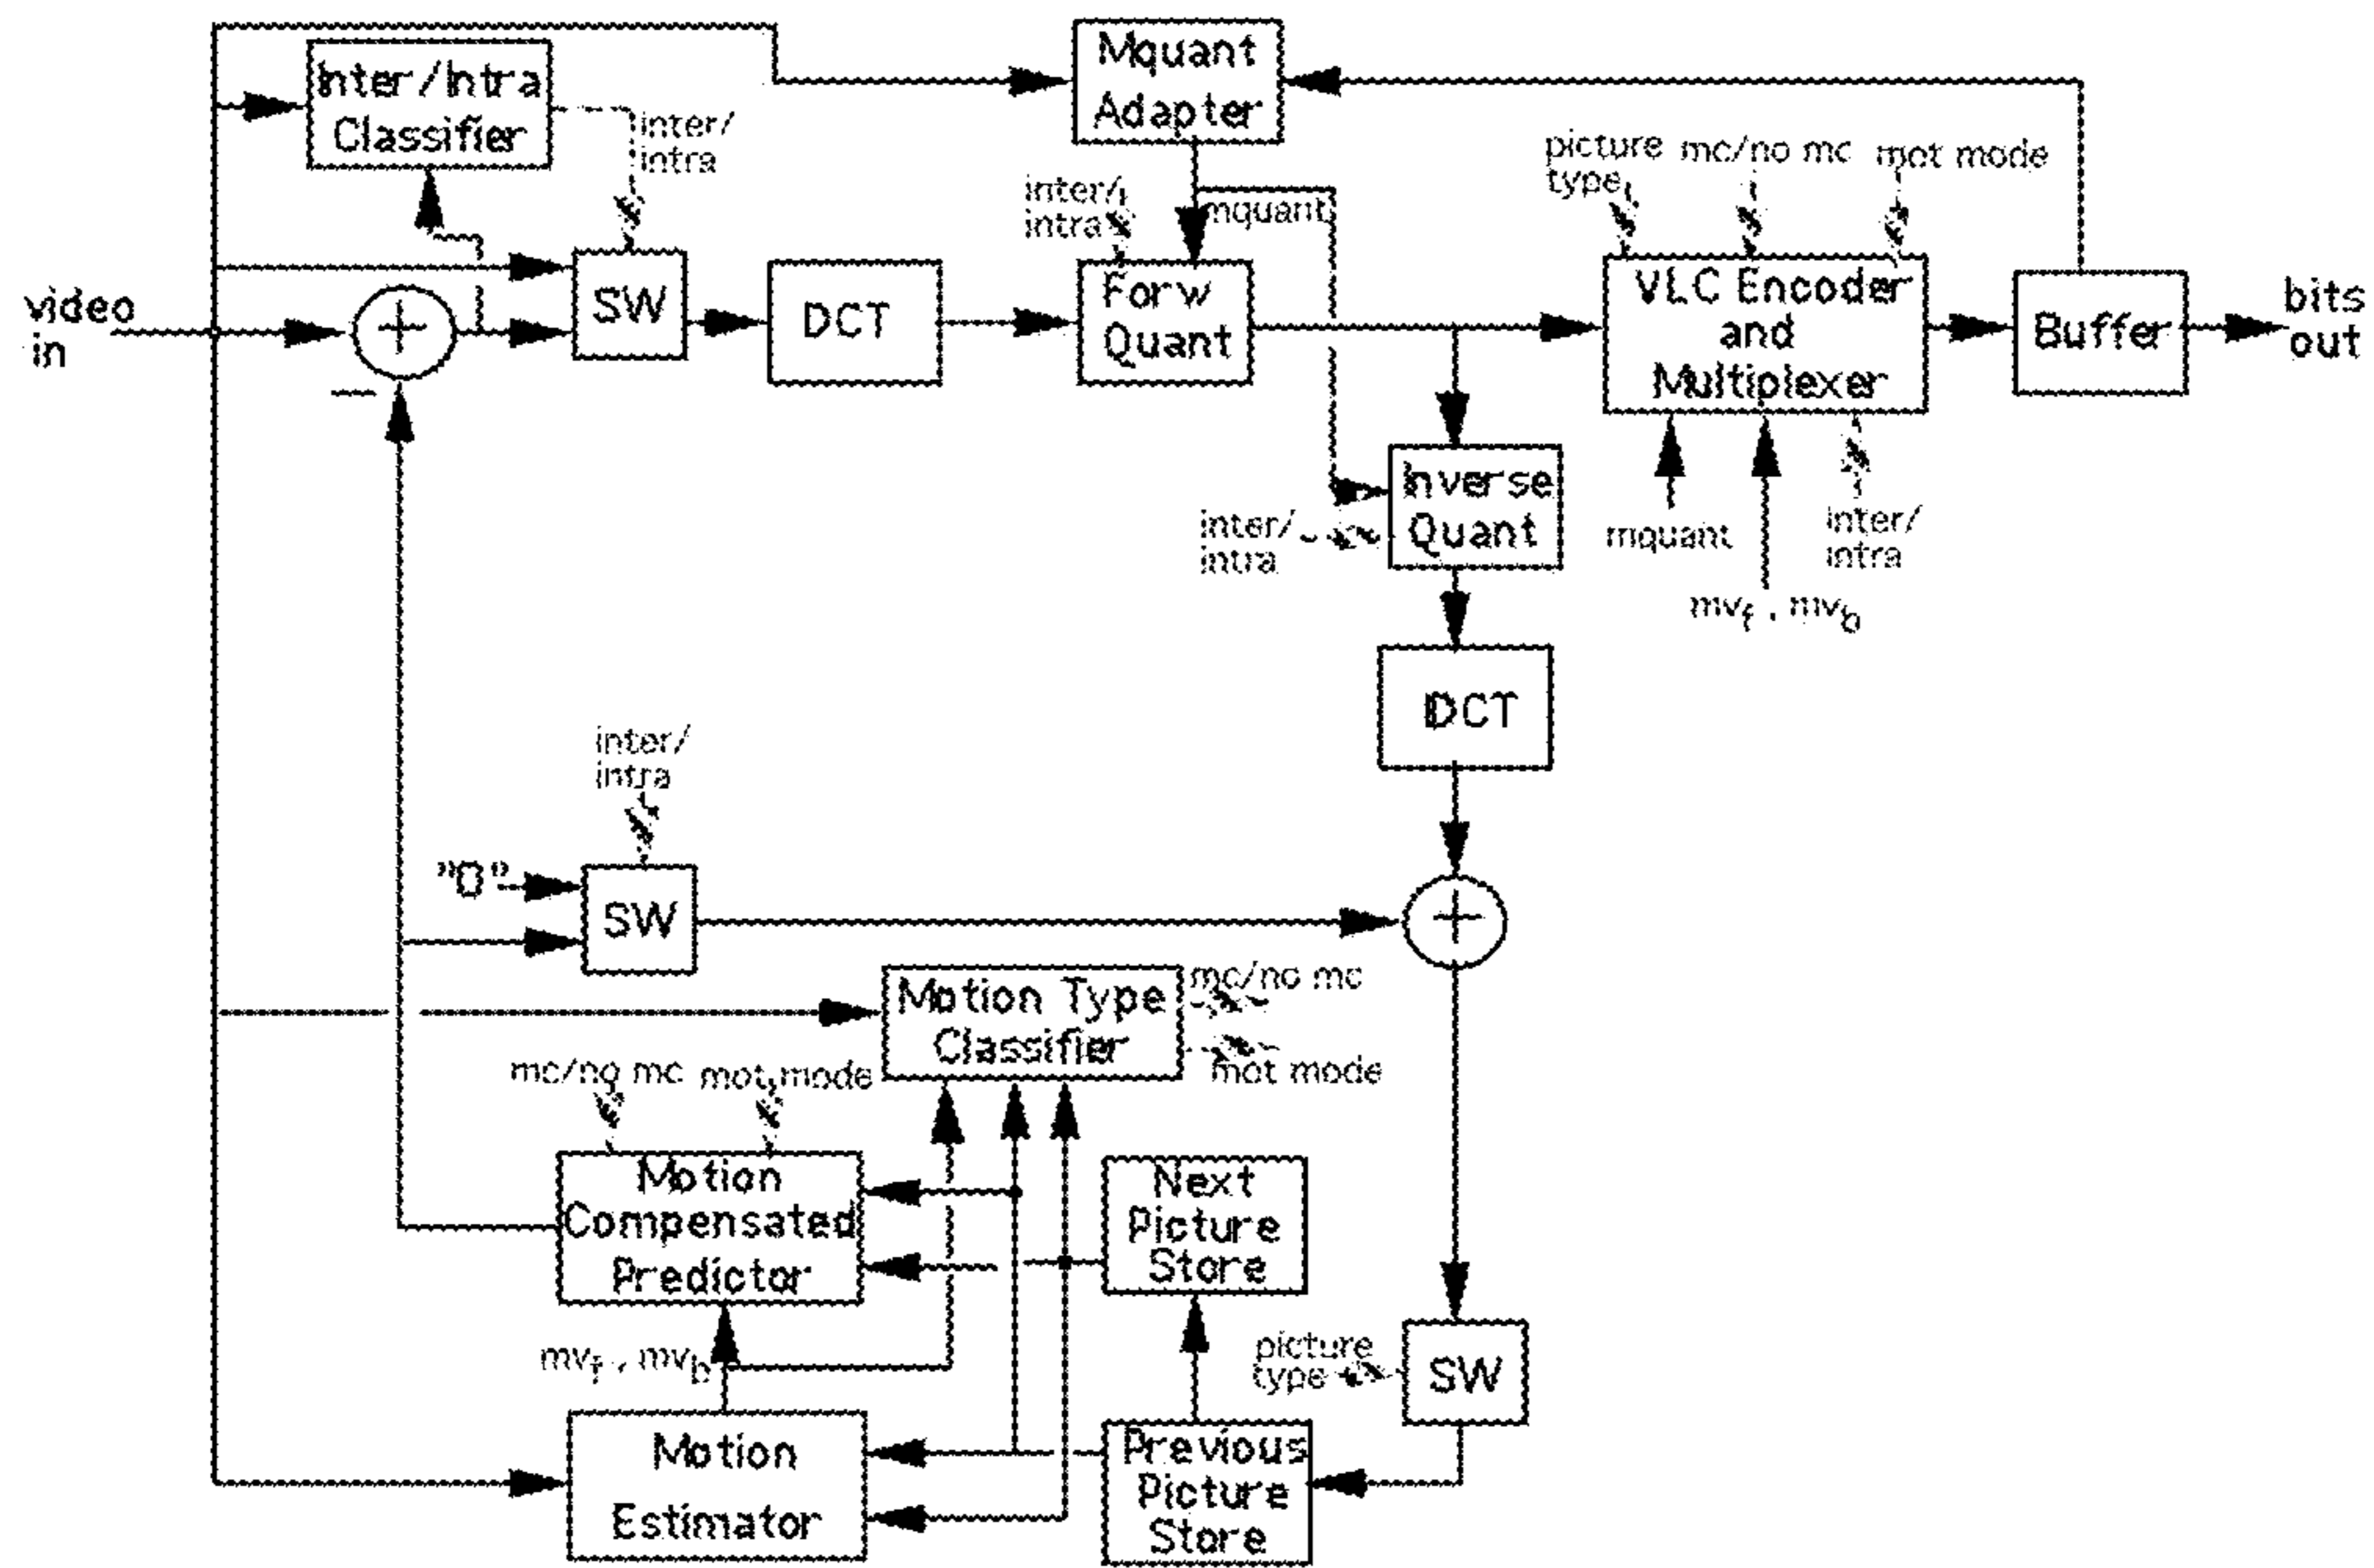 Mquant
Adapter
Inter/Intra
Classifier
inter/
intra
picture
type
mc/no mc
mot mode
inter/
intra
mquant
video
in
+
−
SW
DCT
Forw
Quant
VLC Encoder
and
Multiplexer
Buffer
bits
out
Inverse
Quant
inter/
intra
mquant
inter/
intra
mvf , mvb
IDCT
inter/
intra
"0"
SW
+
Motion Type
Classifier
mc/no mc
mot mode
mc/no mc
mot mode
Motion
Compensated
Predictor
Next
Picture
Store
mvf , mvb
picture
type
SW
Motion
Estimator
Previous
Picture
Store